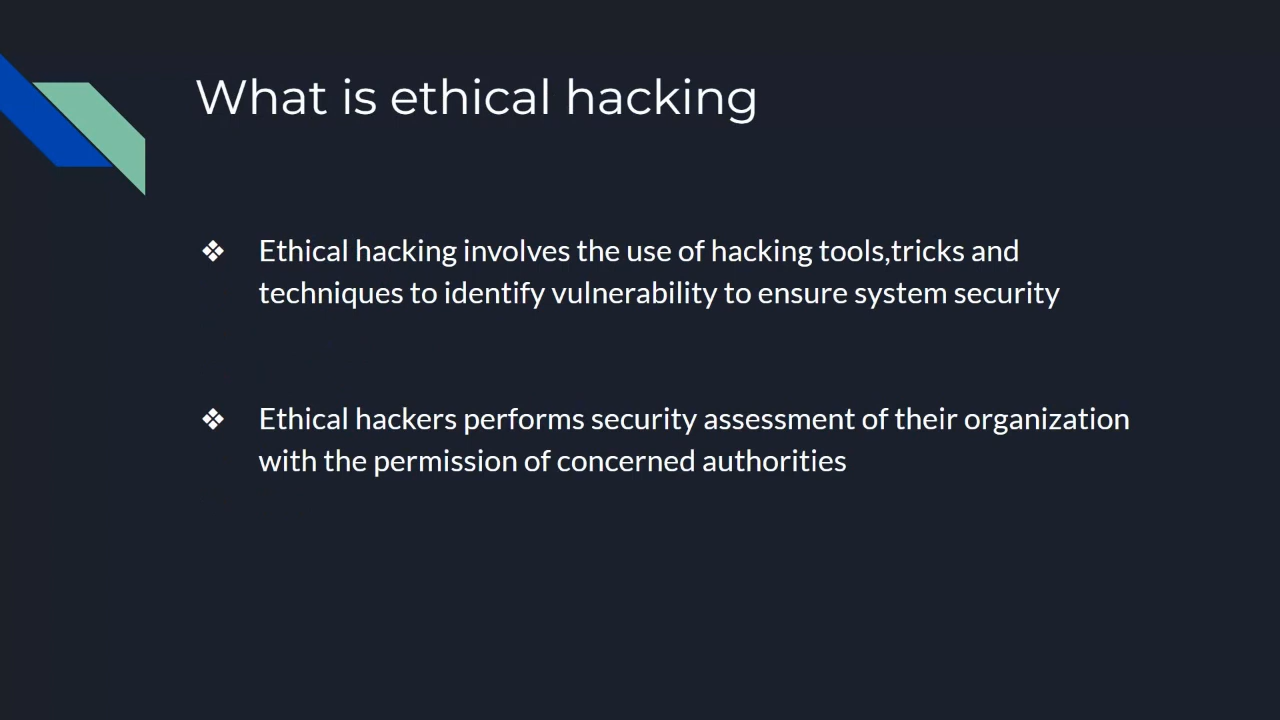 What is ethical hacking
❖ Ethical hacking involves the use of hacking tools,tricks and
techniques to identify vulnerability to ensure system security
❖ Ethical hackers performs security assessment of their organization
with the permission of concerned authorities